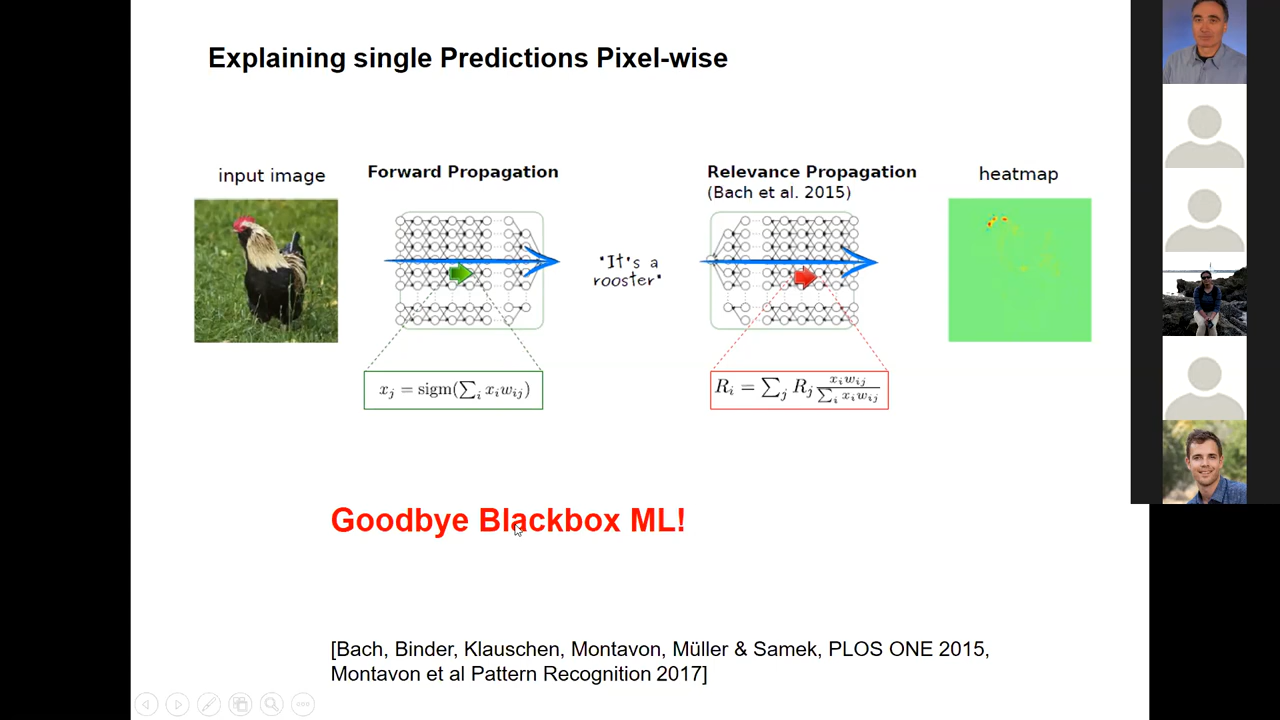 Explaining single Predictions Pixel-wise
input image
Forward Propagation
Relevance Propagation
(Bach et al. 2015)
heatmap
"It's a
rooster"
x_j = sigm(∑_i x_i w_ij)
R_i = ∑_j R_j \frac{x_i w_ij}{∑_i x_i w_ij}
Goodbye Blackbox ML!
[Bach, Binder, Klauschen, Montavon, Müller & Samek, PLOS ONE 2015,
Montavon et al Pattern Recognition 2017]